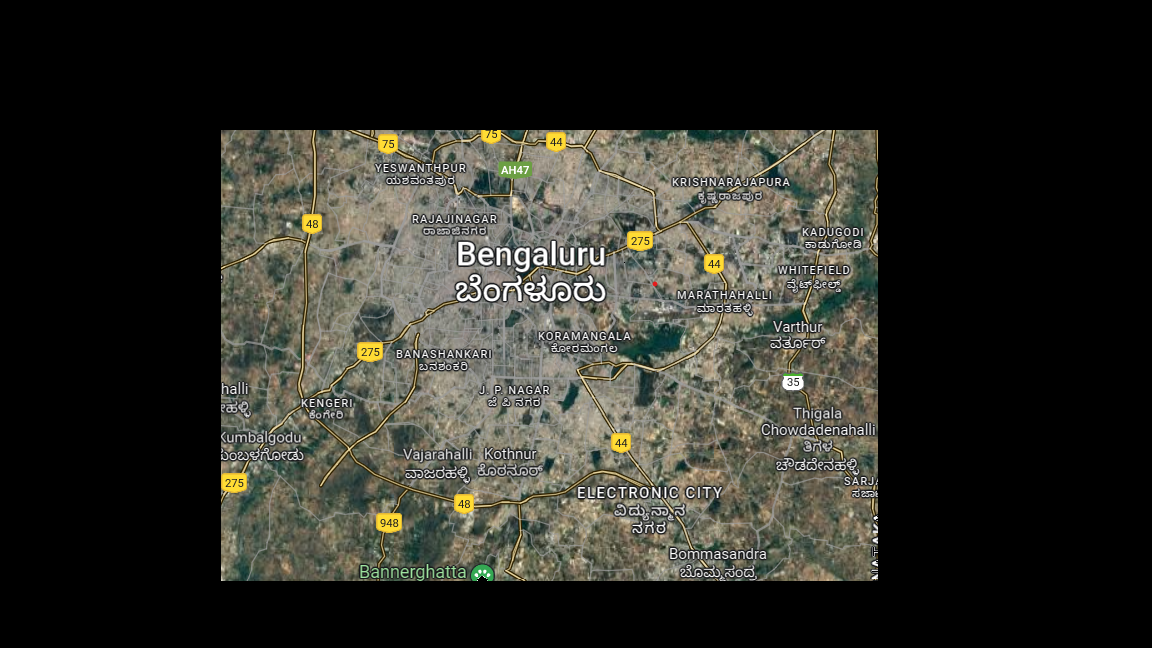 75
75
44
AH47
YESWANTHPUR
ಯಶವಂತಪುರ
KRISHNARAJAPURA
ಕೃಷ್ಣರಾಜಪುರ
48
RAJAJINAGAR
ರಾಜಾಜಿನಗರ
KADUGODI
ಕಾಡುಗೋಡಿ
275
Bengaluru
ಬೆಂಗಳೂರು
44
WHITEFIELD
ವೈಟ್‌ಫೀಲ್ಡ್
MARATHAHALLI
ಮಾರತಹಳ್ಳಿ
Varthur
ವರ್ತೂರ್
KORAMANGALA
ಕೋರಮಂಗಲ
275
BANASHANKARI
ಬನಶಂಕರಿ
35
halli
ಹಳ್ಳಿ
J. P. NAGAR
ಜೆ ಪಿ ನಗರ
KENGERI
ಕೆಂಗೇರಿ
Thigala
Chowdadenahalli
ತಿಗಳ
ಚೌಡದೇನಹಳ್ಳಿ
Kumbalgodu
ಕುಂಬಳಗೋಡು
44
Vajarahalli
ವಾಜರಹಳ್ಳಿ
Kothnur
ಕೊಠನೂರ್
275
SARJA
ಸರ್ಜಾ
48
ELECTRONIC CITY
ವಿದ್ಯುನ್ಮಾನ
ನಗರ
948
Bommasandra
ಬೊಮ್ಮಸಂದ್ರ
Bannerghatta